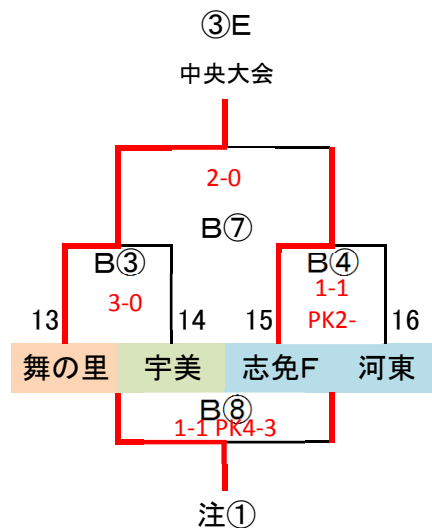 ③E
中央大会
2-0
B⑦
B③
B④
3-0
1-1
PK2-
13
14
15
16
舞の里
宇美
志免F
河東
B⑧
1-1 PK4-3
注①